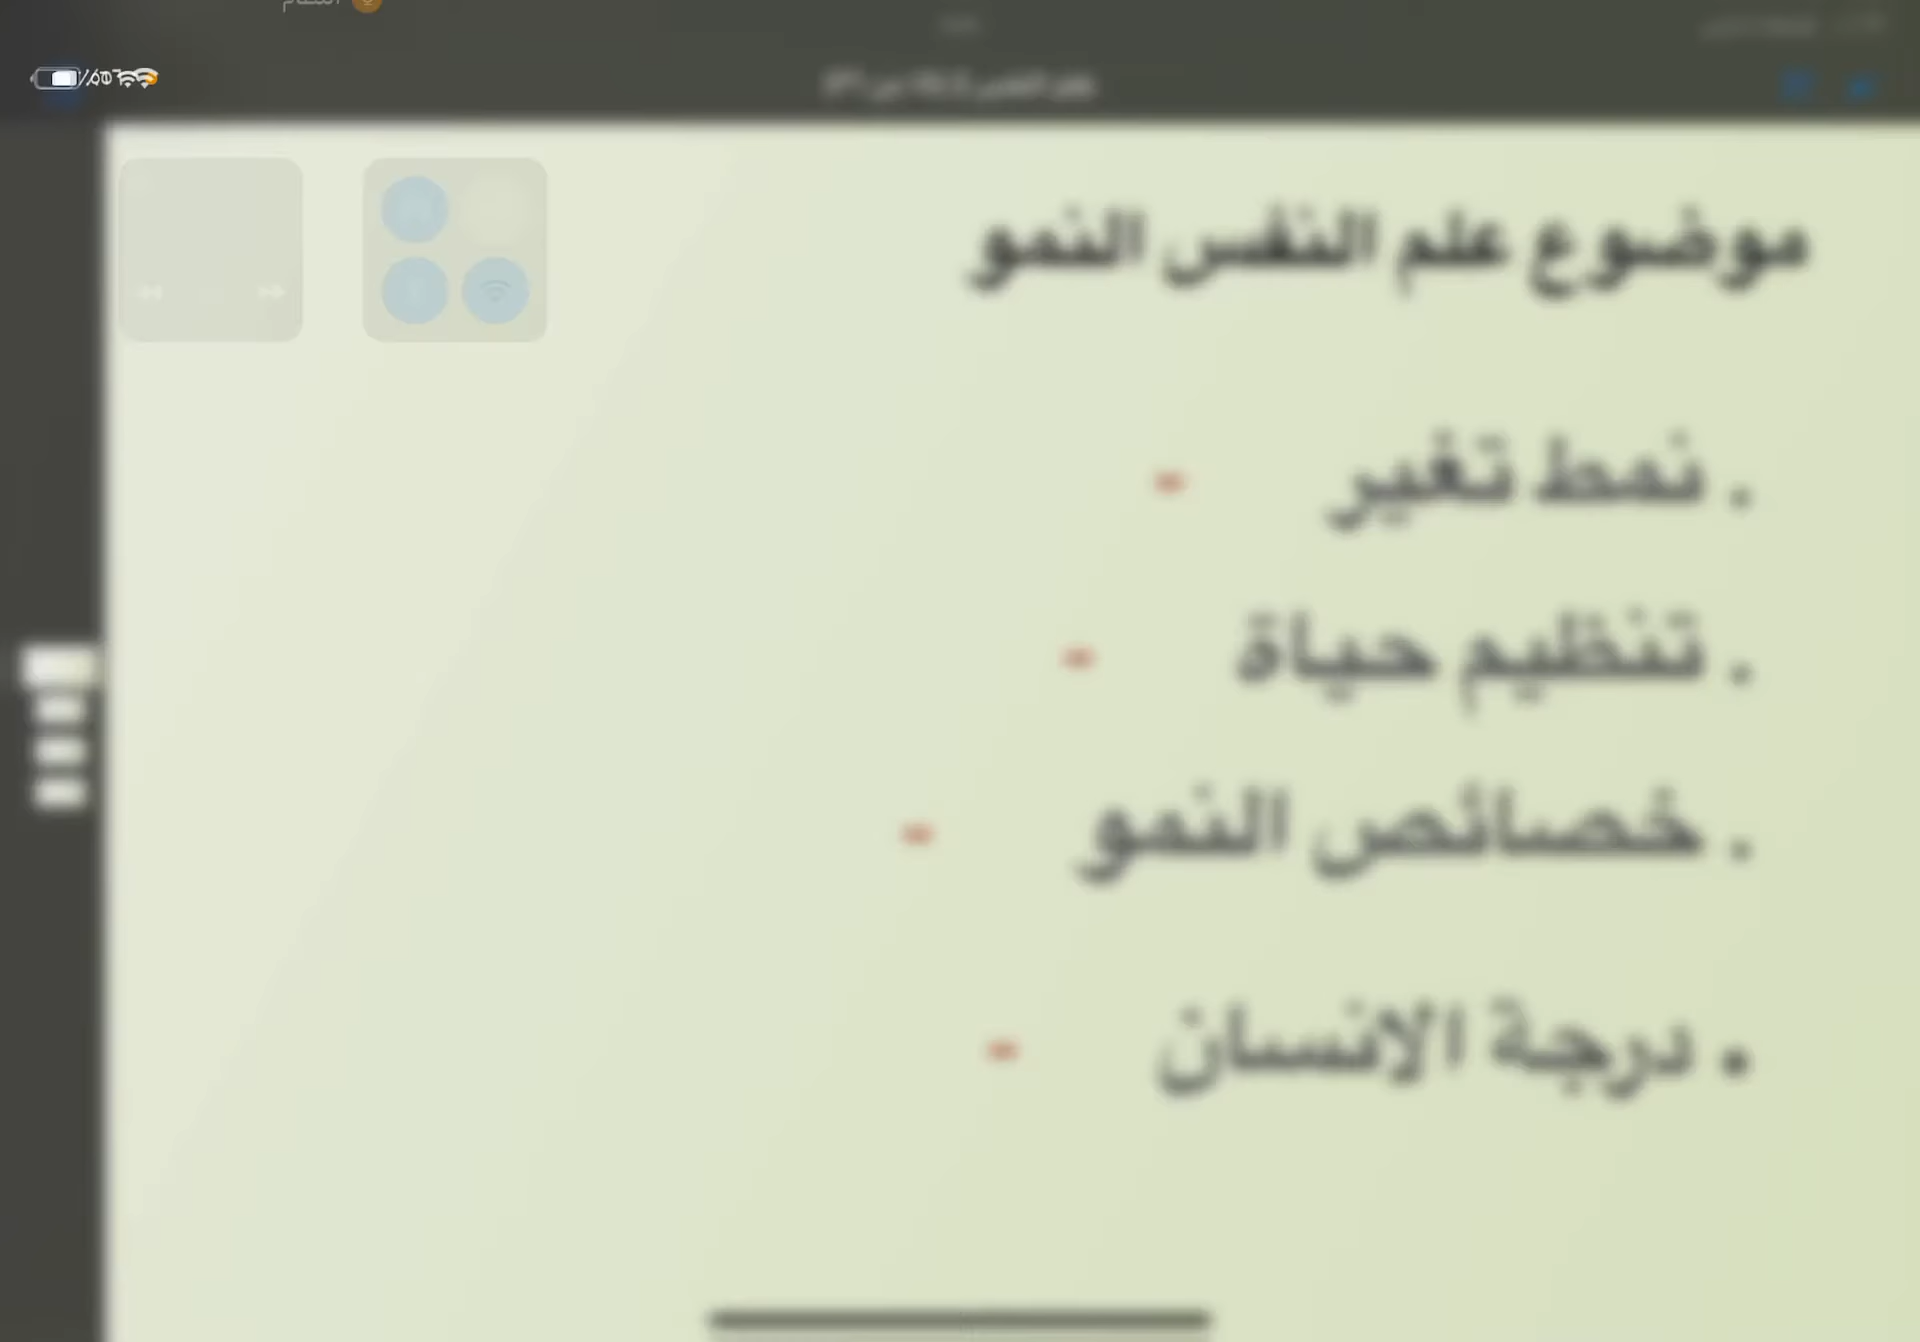 موضوع علم النفس النمو
. نمط تغير -
. تنظيم حياة -
. خصائص النمو -
• درجة الانسان -